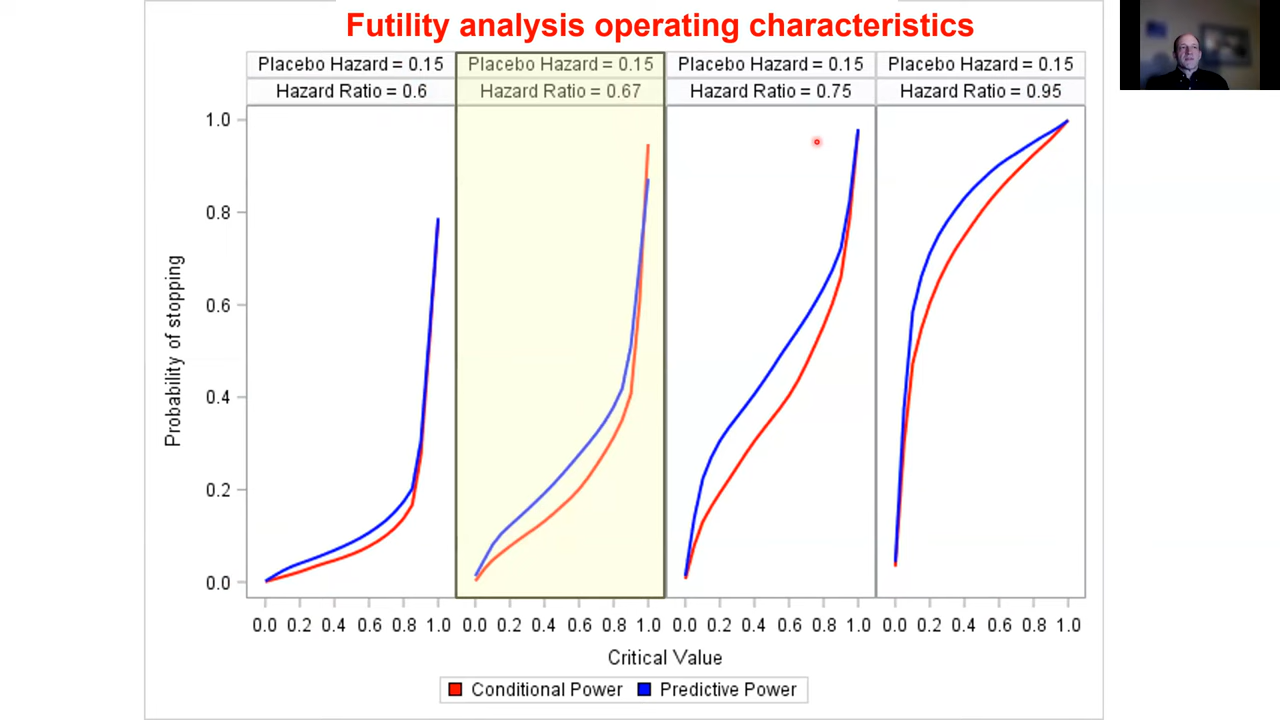 Futility analysis operating characteristics
Placebo Hazard = 0.15 Placebo Hazard = 0.15 Placebo Hazard = 0.15 Placebo Hazard = 0.15
Hazard Ratio = 0.6 Hazard Ratio = 0.67 Hazard Ratio = 0.75 Hazard Ratio = 0.95
1.0
0.8
0.6
0.4
0.2
0.0
Probability of stopping
0.0 0.2 0.4 0.6 0.8 1.0 0.0 0.2 0.4 0.6 0.8 1.0 0.0 0.2 0.4 0.6 0.8 1.0 0.0 0.2 0.4 0.6 0.8 1.0
Critical Value
Conditional Power Predictive Power